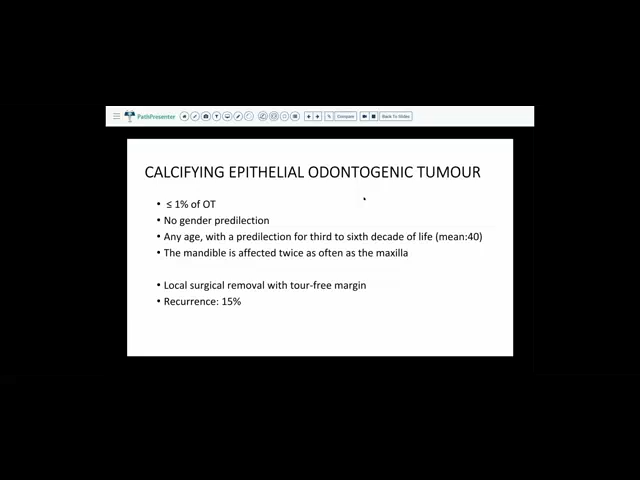 PathPresenter
Compare
Back To Slides
CALCIFYING EPITHELIAL ODONTOGENIC TUMOUR
• ≤ 1% of OT
• No gender predilection
• Any age, with a predilection for third to sixth decade of life (mean:40)
• The mandible is affected twice as often as the maxilla
• Local surgical removal with tour-free margin
• Recurrence: 15%